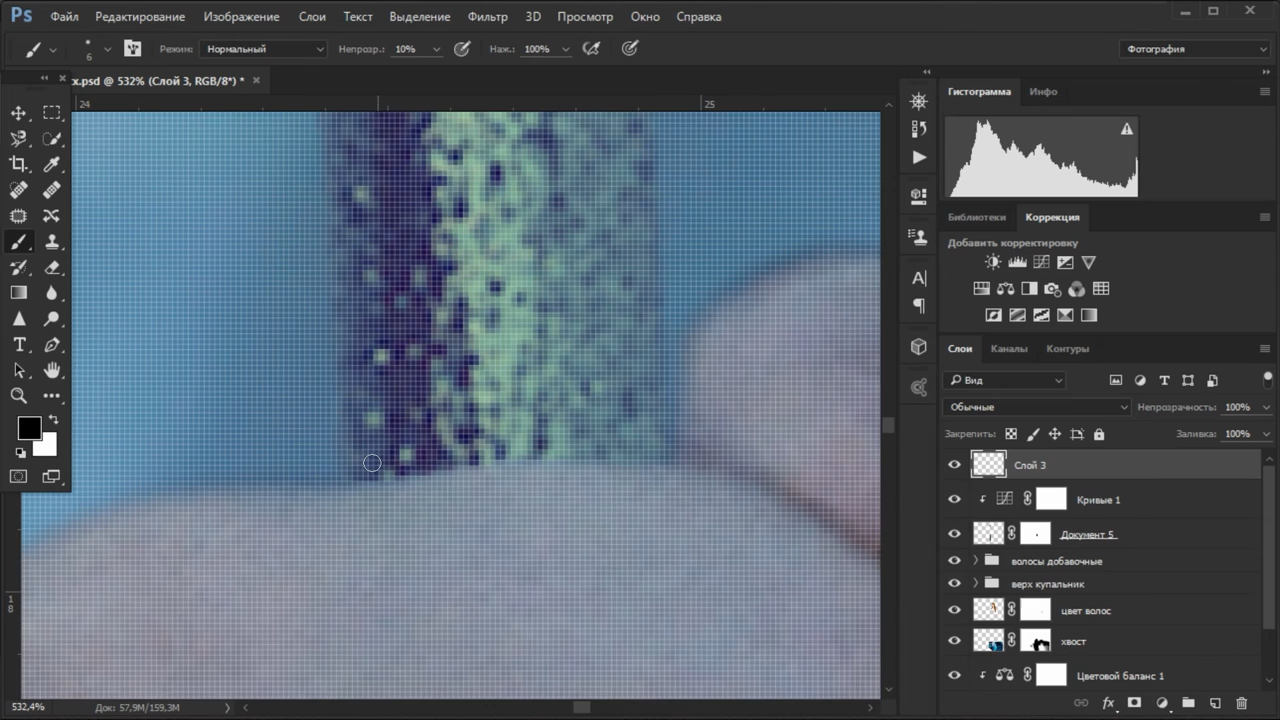 Ps Файл Редактирование Изображение Слои Текст Выделение Фильтр 3D Просмотр Окно Справка
6 Режим: Нормальный Непрозр.: 10% Наж.: 100% Фотография
x.psd @ 532% (Слой 3, RGB/8*) *
24 25
Гистограмма Инфо
Библиотеки Коррекция
Добавить корректировку
Слои Каналы Контуры
Вид
Обычные Непрозрачность: 100%
Закрепить: Заливка: 100%
Слой 3
Кривые 1
Документ 5
волосы добавочные
верх купальник
цвет волос
хвост
Цветовой баланс 1
1
8
532,4% Док: 57,9M/159,3M